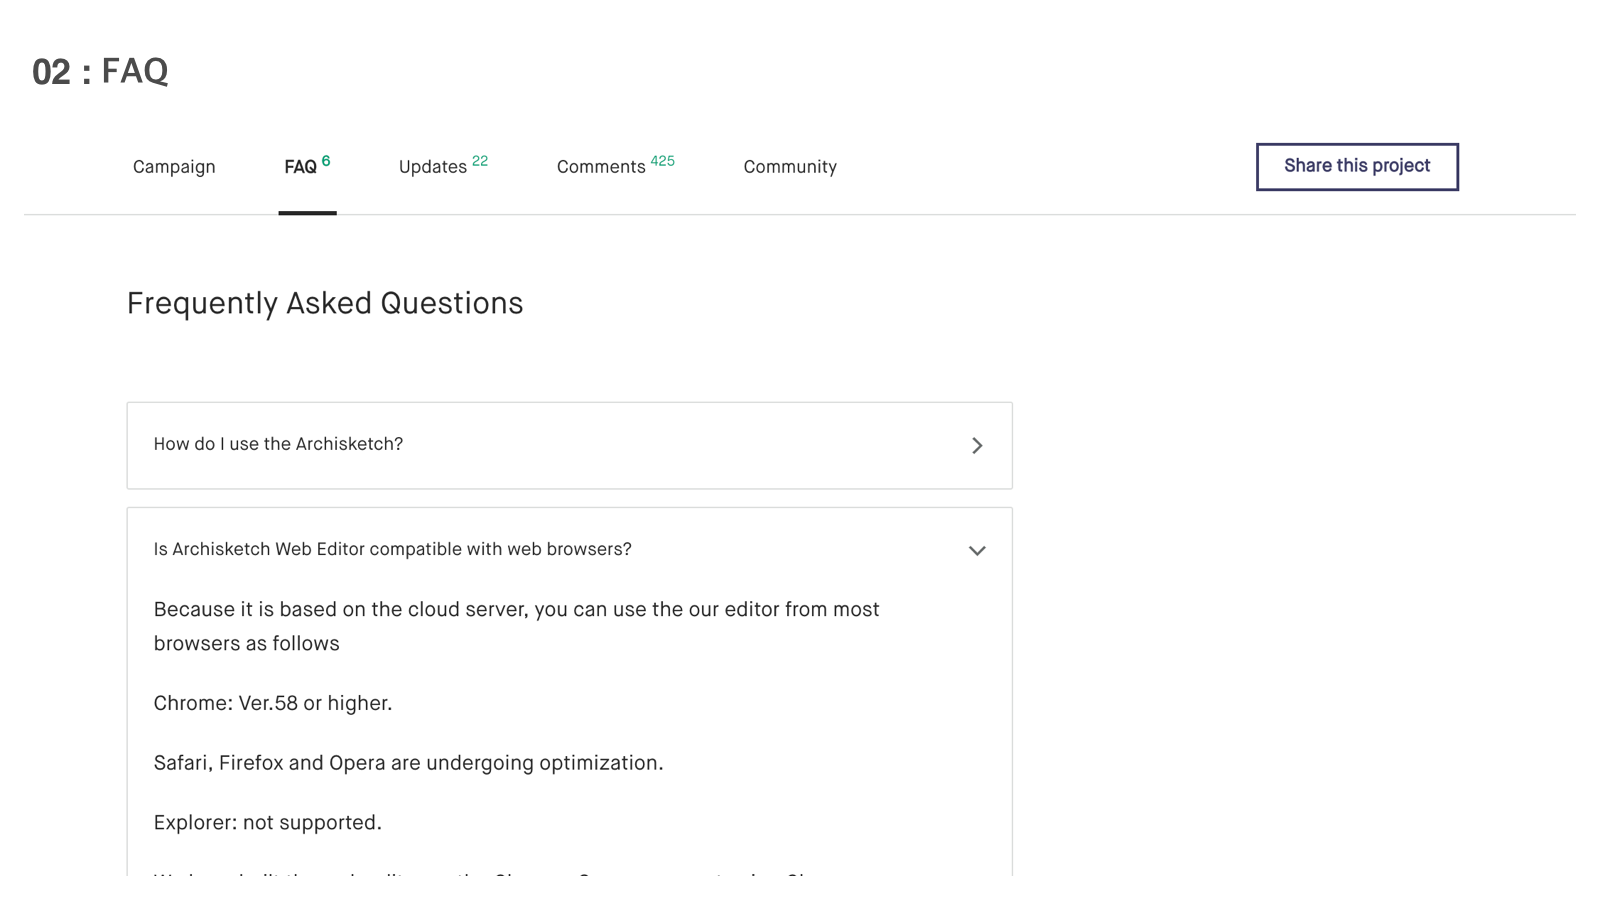 02 : FAQ
Campaign FAQ 6 Updates 22 Comments 425 Community Share this project
Frequently Asked Questions
How do I use the Archisketch?
Is Archisketch Web Editor compatible with web browsers?
Because it is based on the cloud server, you can use the our editor from most
browsers as follows
Chrome: Ver.58 or higher.
Safari, Firefox and Opera are undergoing optimization.
Explorer: not supported.